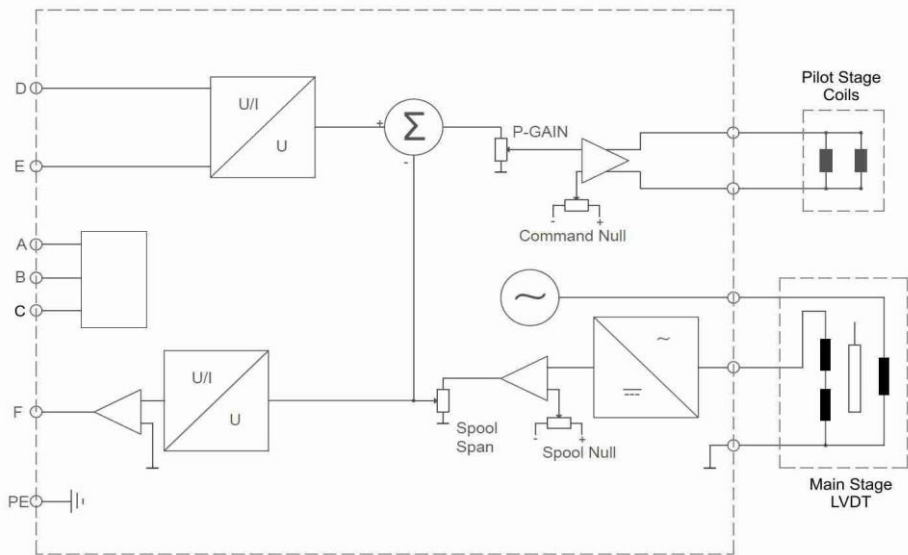 Pilot Stage
Coils
D
U/I
U
+
Σ
-
P-GAIN
E
-
+
Command Null
A
B
C
~
~
U/I
U
F
Spool
Span
-
+
Spool Null
PE
Main Stage
LVDT